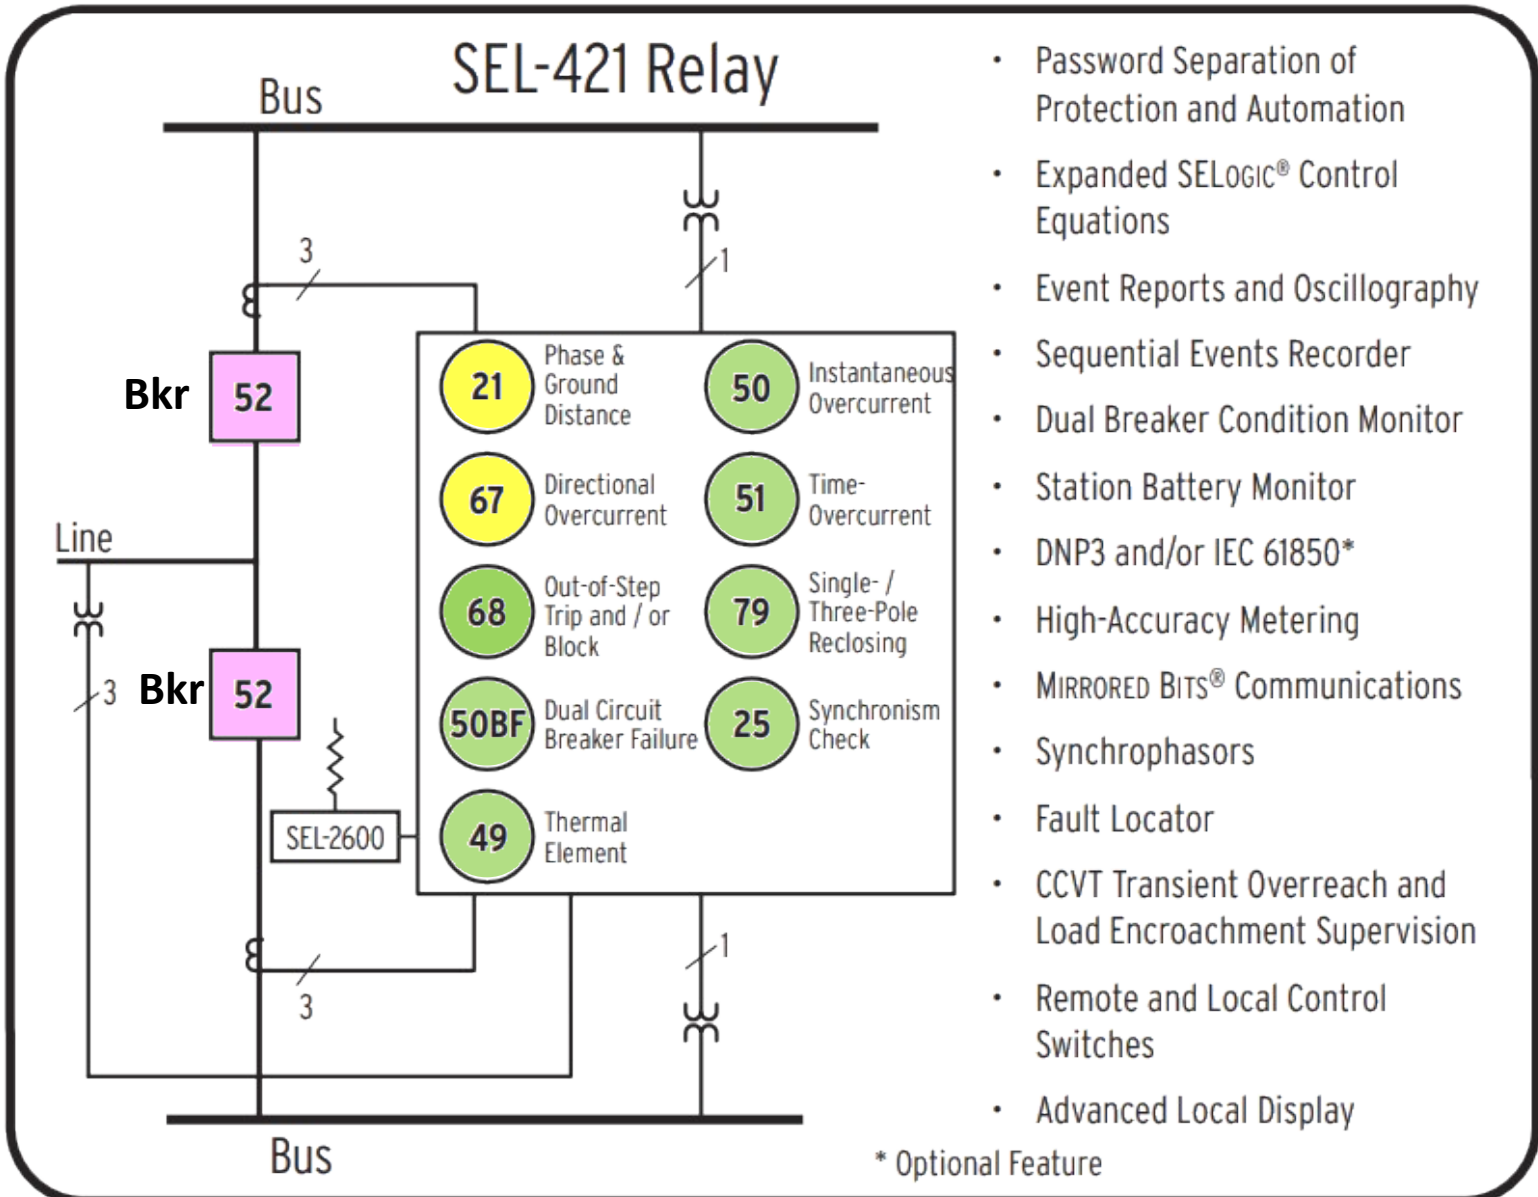 SEL-421 Relay
Bus
3
1
Bkr
52
Line
3
Bkr
52
SEL-2600
21
Phase &
Ground
Distance
50
Instantaneous
Overcurrent
67
Directional
Overcurrent
51
Time-
Overcurrent
68
Out-of-Step
Trip and / or
Block
79
Single- /
Three-Pole
Reclosing
50BF
Dual Circuit
Breaker Failure
25
Synchronism
Check
49
Thermal
Element
3
1
Bus
• Password Separation of
Protection and Automation
• Expanded SELOGIC® Control
Equations
• Event Reports and Oscillography
• Sequential Events Recorder
• Dual Breaker Condition Monitor
• Station Battery Monitor
• DNP3 and/or IEC 61850*
• High-Accuracy Metering
• MIRRORED BITS® Communications
• Synchrophasors
• Fault Locator
• CCVT Transient Overreach and
Load Encroachment Supervision
• Remote and Local Control
Switches
• Advanced Local Display
* Optional Feature